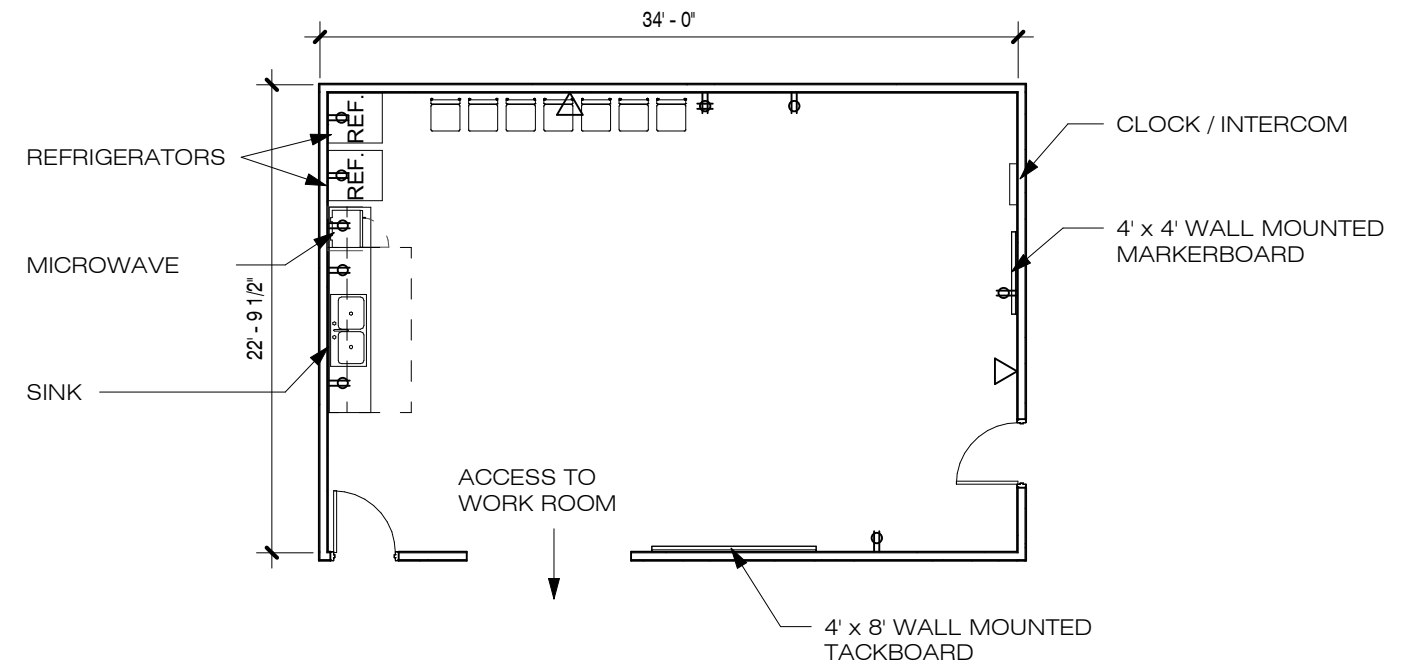 34' - 0"
CLOCK / INTERCOM
REF.
REFRIGERATORS
REF.
4' x 4' WALL MOUNTED
MARKERBOARD
MICROWAVE
22' - 9 1/2"
SINK
ACCESS TO
WORK ROOM
4' x 8' WALL MOUNTED
TACKBOARD